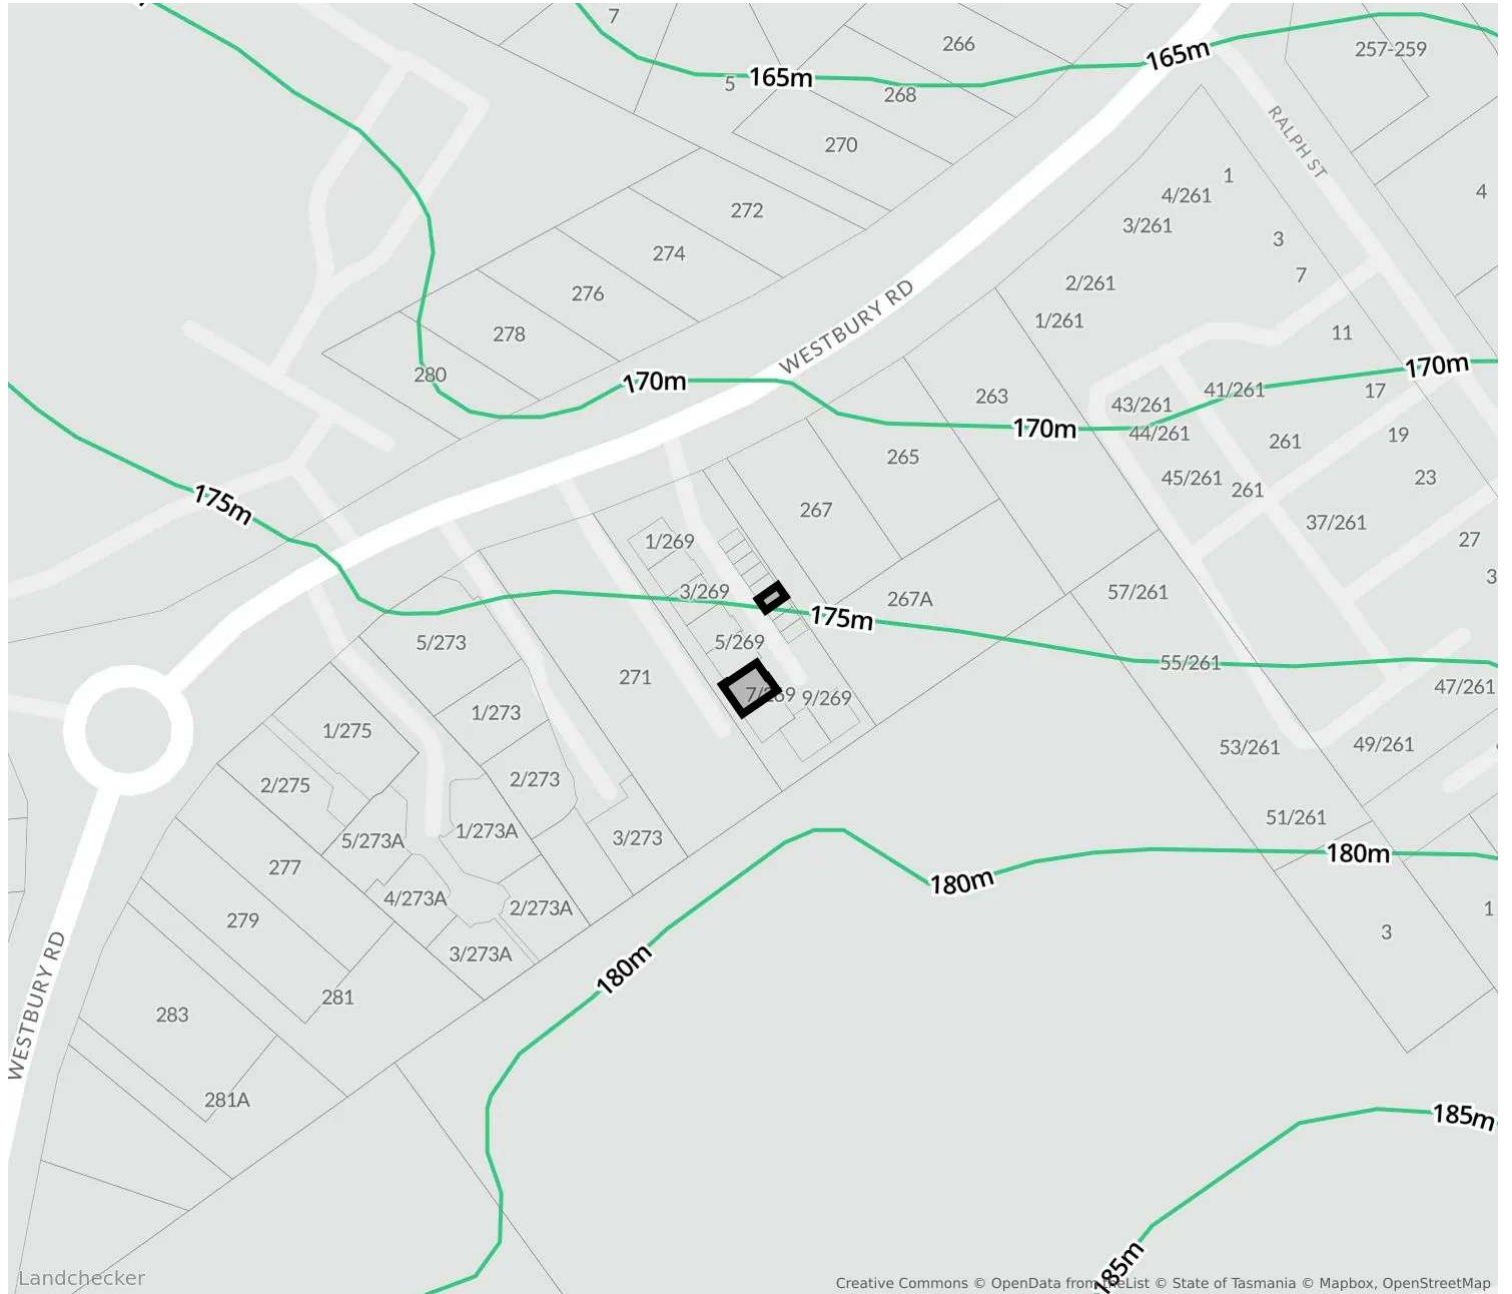 7
266
257-259
165m
165m
5
268
RALPH ST
270
1
4/261
4
272
3/261
3
274
7
2/261
276
WESTBURY RD
1/261
278
11
280
170m
170m
263
41/261
17
43/261
170m
44/261
19
265
261
45/261
23
261
175m
267
37/261
1/269
27
3
3/269
267A
57/261
175m
5/273
5/269
55/261
271
47/261
7/269
9/269
1/273
1/275
53/261
49/261
2/273
2/275
51/261
1/273A
5/273A
3/273
180m
277
180m
4/273A
2/273A
1
279
3
3/273A
180m
WESTBURY RD
281
283
281A
185m
185m
Landchecker
Creative Commons © OpenData from theList © State of Tasmania © Mapbox, OpenStreetMap